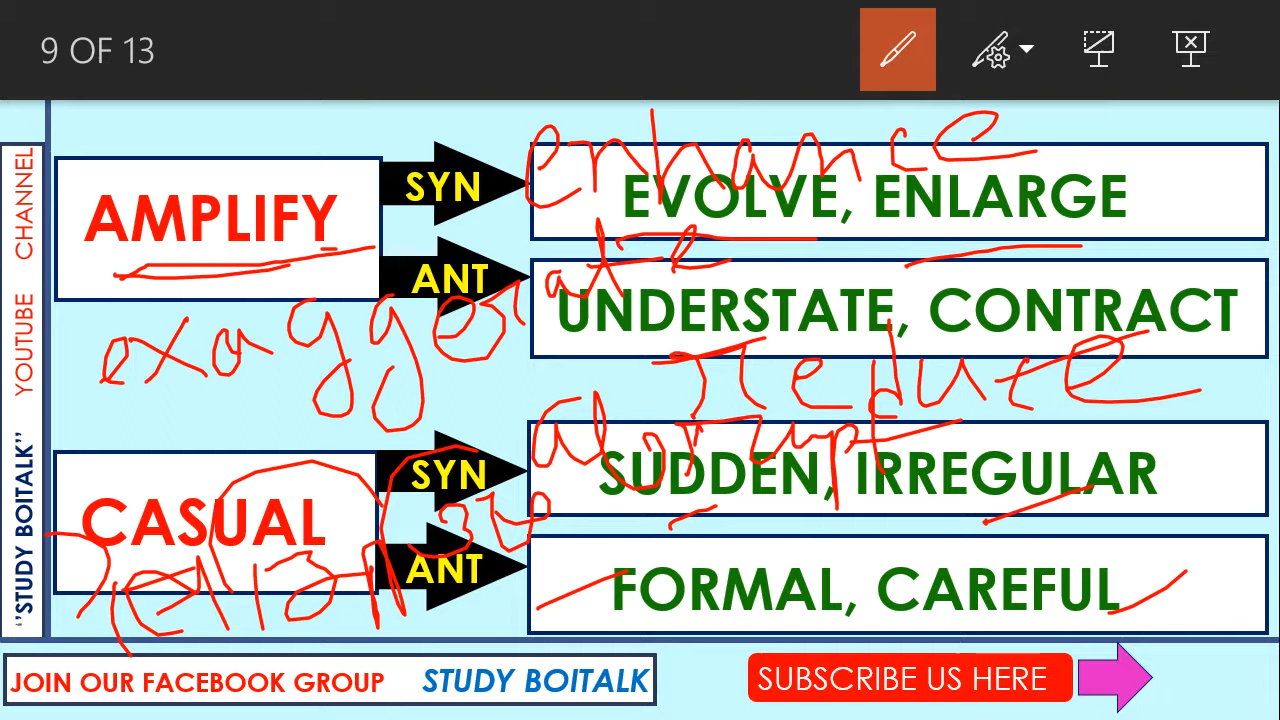 9 OF 13
YOUTUBE CHANNEL
"STUDY BOITALK"
enhance
AMPLIFY
SYN
EVOLVE, ENLARGE
ANT
UNDERSTATE, CONTRACT
exaggerate
Reduce
abrupt
CASUAL
SYN
SUDDEN, IRREGULAR
ANT
FORMAL, CAREFUL
JOIN OUR FACEBOOK GROUP STUDY BOITALK
SUBSCRIBE US HERE